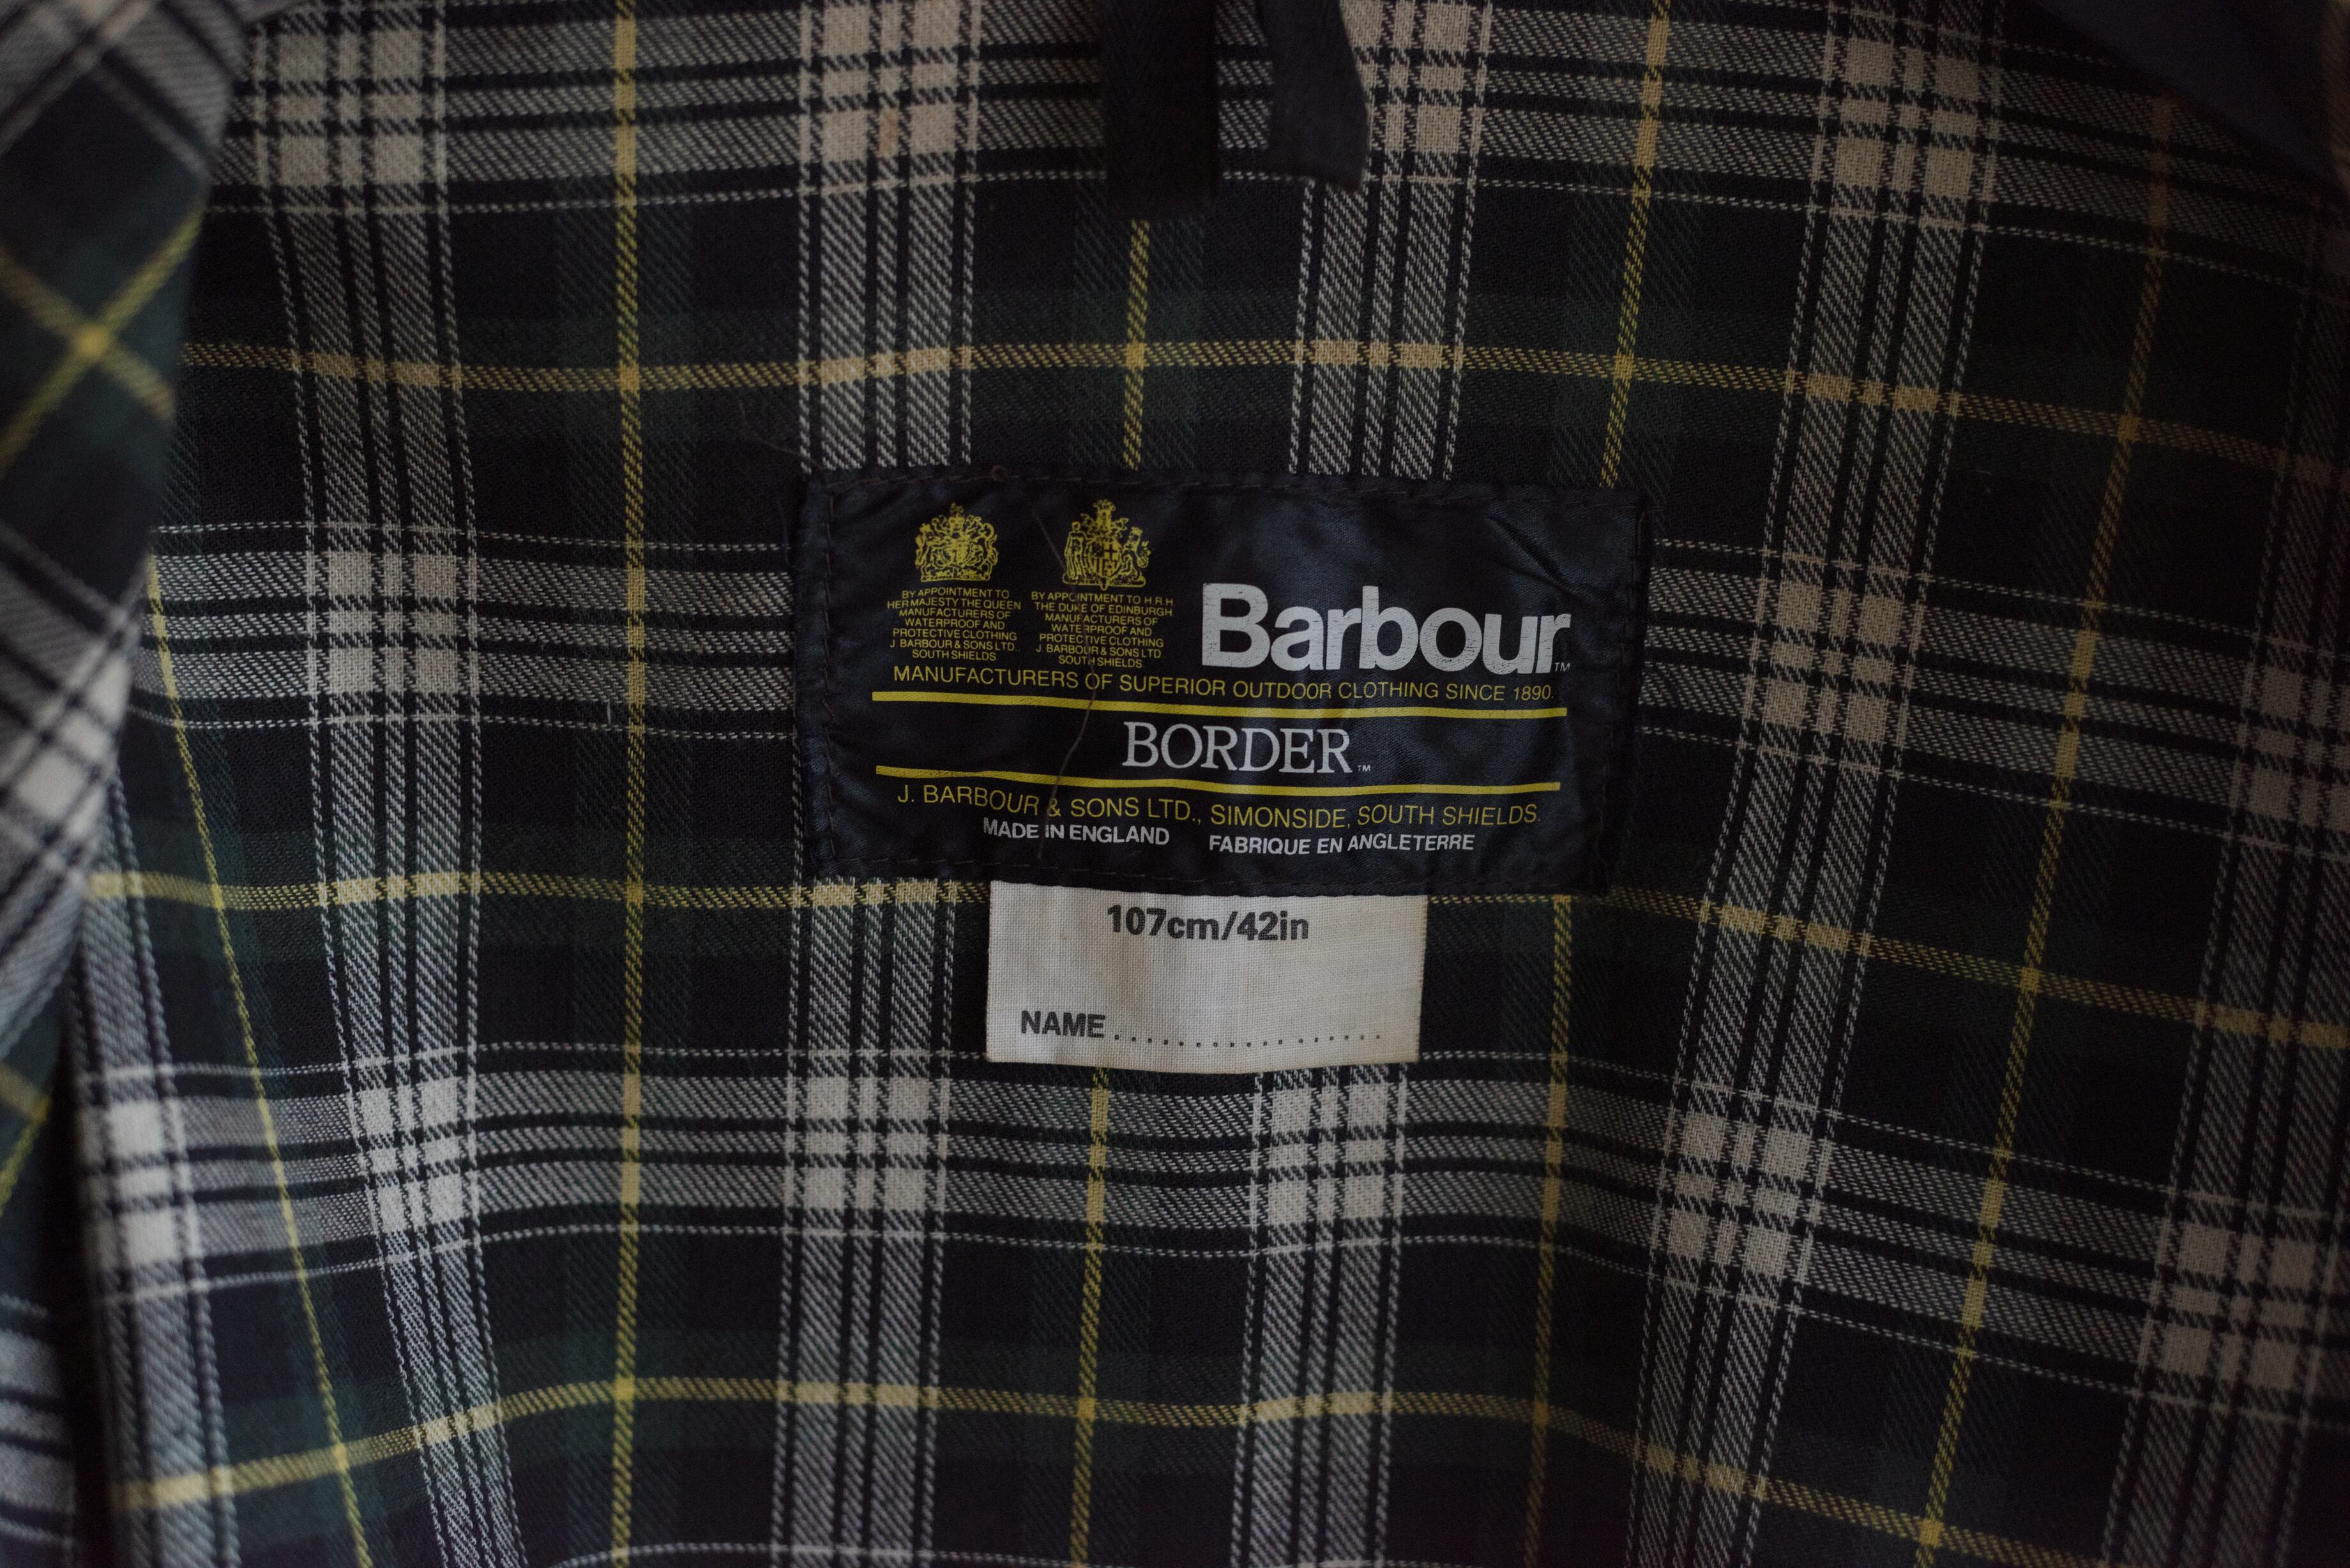 BY APPOINTMENT TO
HER MAJESTY THE QUEEN
MANUFACTURERS OF
WATERPROOF AND
PROTECTIVE CLOTHING
J. BARBOUR & SONS LTD.
SOUTH SHIELDS
BY APPOINTMENT TO H.R.H.
THE DUKE OF EDINBURGH
MANUFACTURERS OF
WATERPROOF AND
PROTECTIVE CLOTHING
J. BARBOUR & SONS LTD
SOUTH SHIELDS
Barbour™
MANUFACTURERS OF SUPERIOR OUTDOOR CLOTHING SINCE 1890.
BORDER™
J. BARBOUR & SONS LTD., SIMONSIDE, SOUTH SHIELDS.
MADE IN ENGLAND FABRIQUE EN ANGLETERRE
107cm/42in
NAME.................